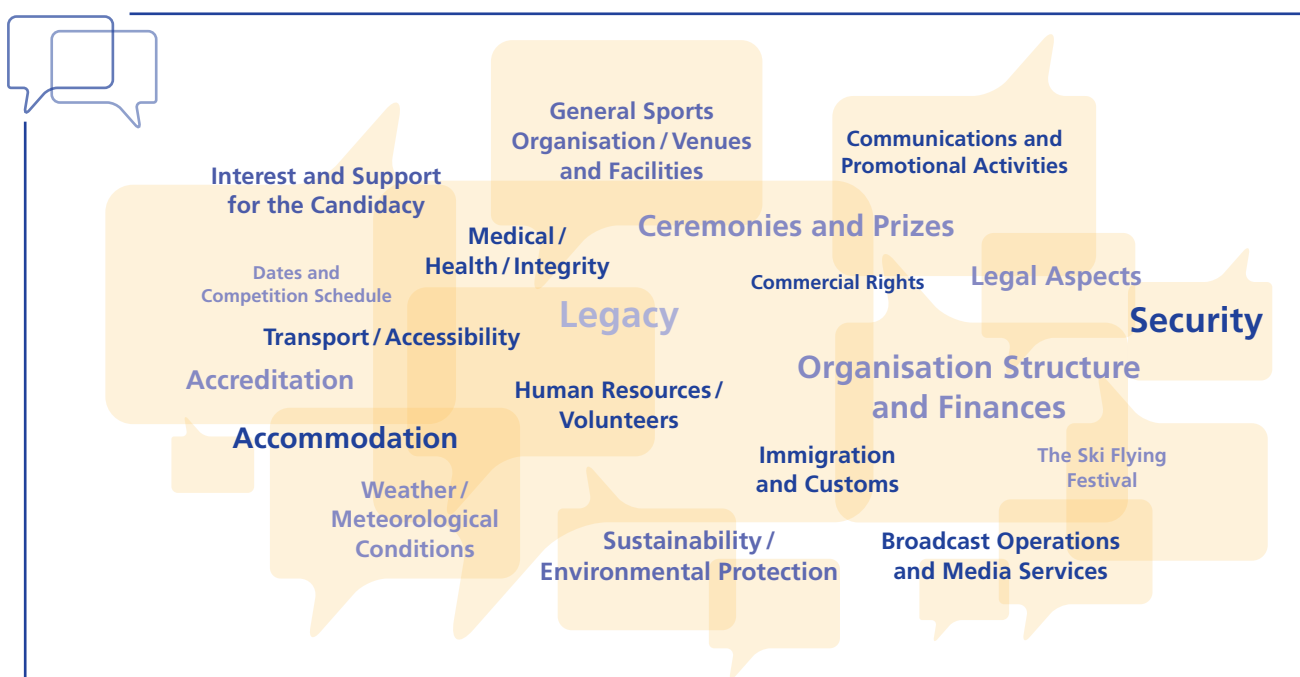 General Sports
Organisation / Venues
and Facilities
Communications and
Promotional Activities
Interest and Support
for the Candidacy
Medical /
Health / Integrity
Ceremonies and Prizes
Dates and
Competition Schedule
Commercial Rights
Legal Aspects
Legacy
Security
Transport / Accessibility
Accreditation
Human Resources /
Volunteers
Organisation Structure
and Finances
Accommodation
Immigration
and Customs
The Ski Flying
Festival
Weather /
Meteorological
Conditions
Sustainability /
Environmental Protection
Broadcast Operations
and Media Services